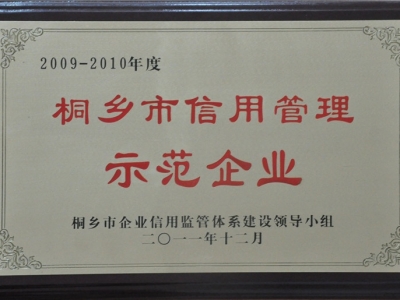 2009-2010年度
桐乡市信用管理
示范企业
桐乡市企业信用监管体系建设领导小组
二〇一一年十二月